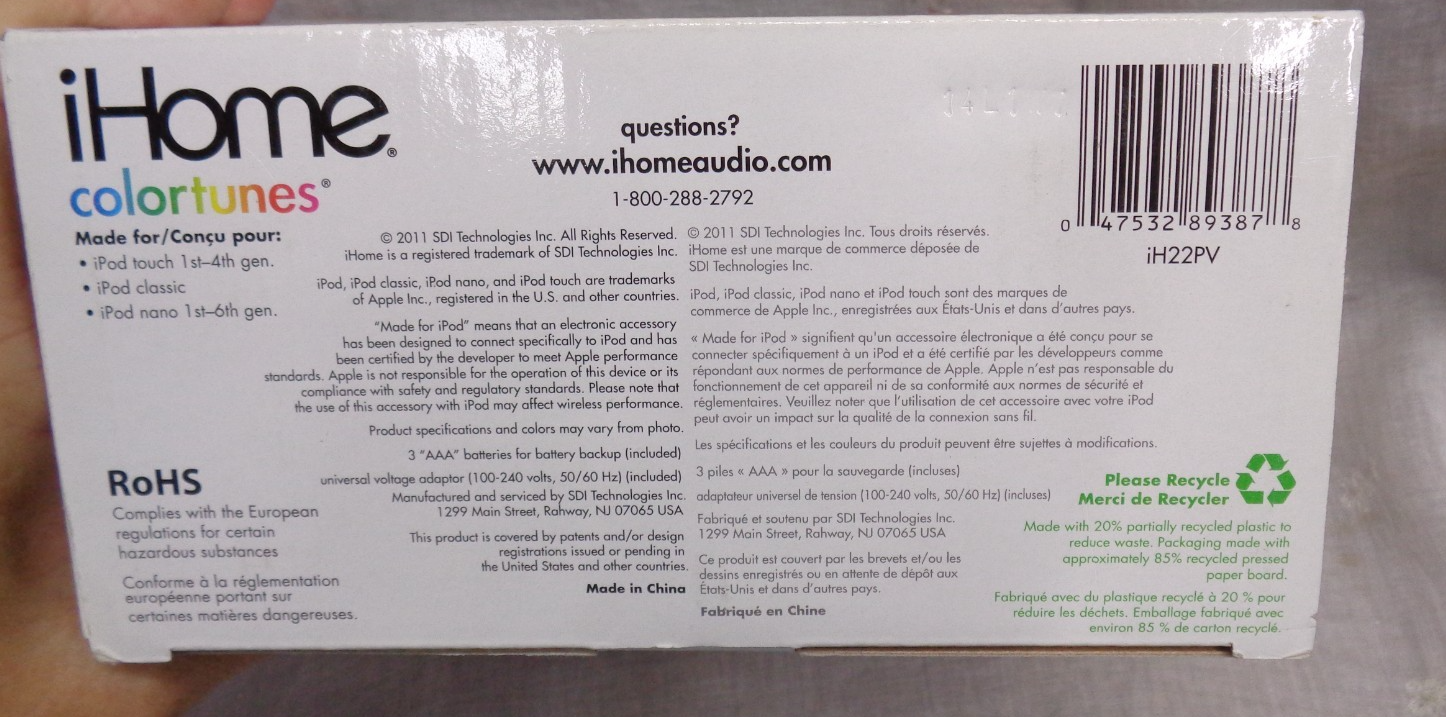 iHome®
colortunes®
Made for/Conçu pour:
• iPod touch 1st–4th gen.
• iPod classic
• iPod nano 1st–6th gen.
RoHS
Complies with the European
regulations for certain
hazardous substances
Conforme à la réglementation
européenne portant sur
certaines matières dangereuses.
questions?
www.ihomeaudio.com
1-800-288-2792
© 2011 SDI Technologies Inc. All Rights Reserved.
iHome is a registered trademark of SDI Technologies Inc.
iPod, iPod classic, iPod nano, and iPod touch are trademarks
of Apple Inc., registered in the U.S. and other countries.
"Made for iPod" means that an electronic accessory
has been designed to connect specifically to iPod and has
been certified by the developer to meet Apple performance
standards. Apple is not responsible for the operation of this device or its
compliance with safety and regulatory standards. Please note that
the use of this accessory with iPod may affect wireless performance.
Product specifications and colors may vary from photo.
3 "AAA" batteries for battery backup (included)
universal voltage adaptor (100-240 volts, 50/60 Hz) (included)
Manufactured and serviced by SDI Technologies Inc.
1299 Main Street, Rahway, NJ 07065 USA
This product is covered by patents and/or design
registrations issued or pending in
the United States and other countries.
Made in China
© 2011 SDI Technologies Inc. Tous droits réservés.
iHome est une marque de commerce déposée de
SDI Technologies Inc.
iPod, iPod classic, iPod nano et iPod touch sont des marques de
commerce de Apple Inc., enregistrées aux États-Unis et dans d'autres pays.
« Made for iPod » signifient qu'un accessoire électronique a été conçu pour se
connecter spécifiquement à un iPod et a été certifié par les développeurs comme
répondant aux normes de performance de Apple. Apple n'est pas responsable du
fonctionnement de cet appareil ni de sa conformité aux normes de sécurité et
réglementaires. Veuillez noter que l'utilisation de cet accessoire avec votre iPod
peut avoir un impact sur la qualité de la connexion sans fil.
Les spécifications et les couleurs du produit peuvent être sujettes á modifications.
3 piles « AAA » pour la sauvegarde (incluses)
adaptateur universel de tension (100-240 volts, 50/60 Hz) (incluses)
Fabriqué et soutenu par SDI Technologies Inc.
1299 Main Street, Rahway, NJ 07065 USA
Ce produit est couvert par les brevets et/ou les
dessins enregistrés ou en attente de dépôt aux
États-Unis et dans d'autres pays.
Fabriqué en Chine
0 47532 89387 8
iH22PV
Please Recycle
Merci de Recycler
Made with 20% partially recycled plastic to
reduce waste. Packaging made with
approximately 85% recycled pressed
paper board.
Fabriqué avec du plastique recyclé à 20 % pour
réduire les déchets. Emballage fabriqué avec
environ 85 % de carton recyclé.